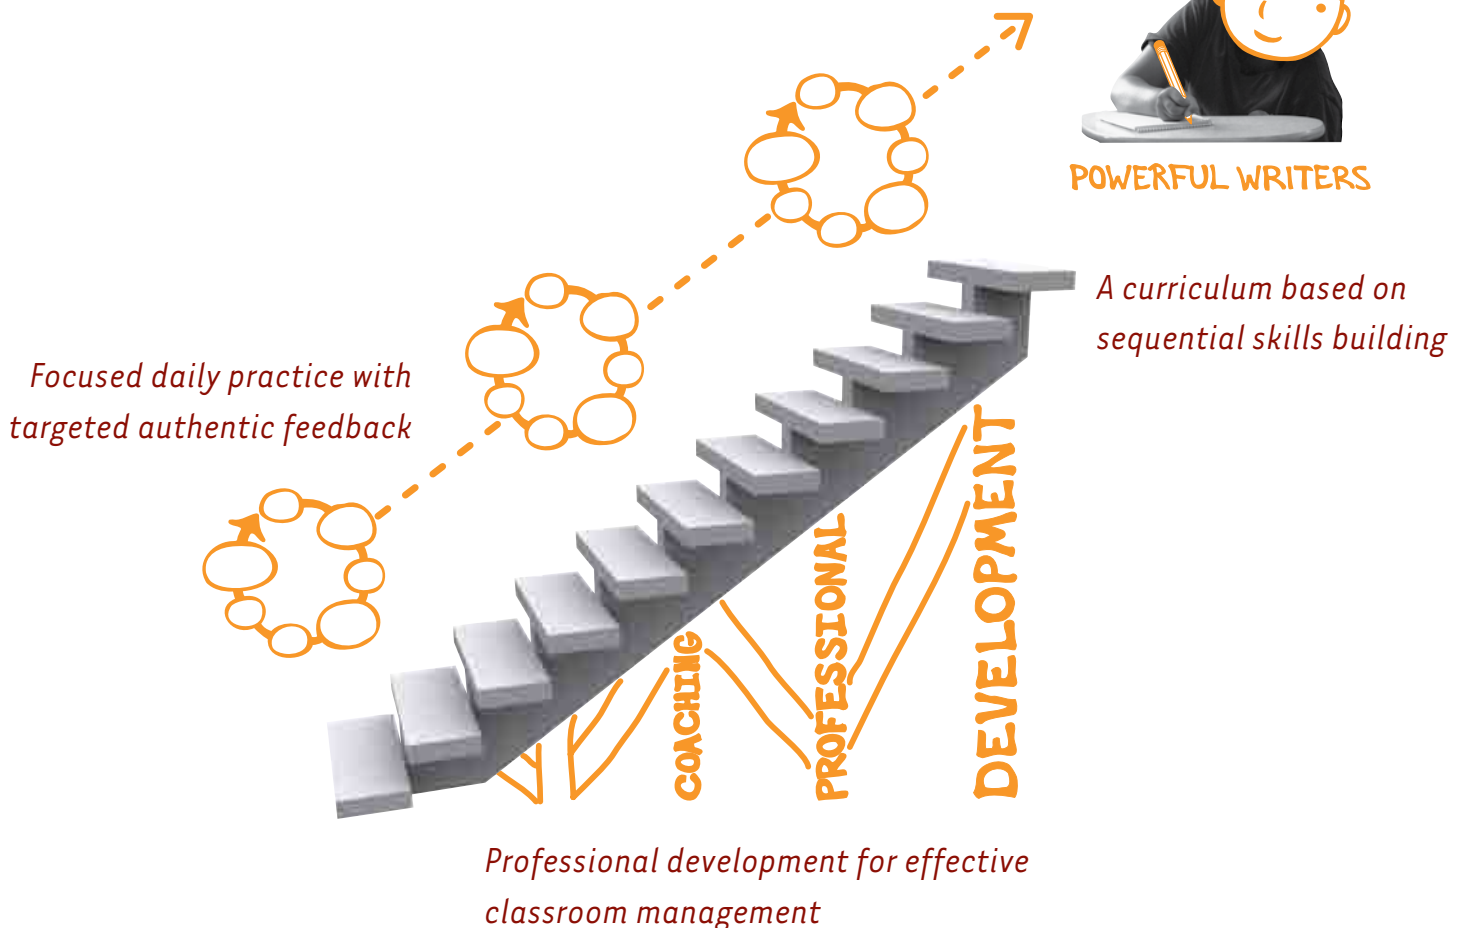 POWERFUL WRITERS
A curriculum based on
sequential skills building
Focused daily practice with
targeted authentic feedback
COACHING
PROFESSIONAL
DEVELOPMENT
Professional development for effective
classroom management